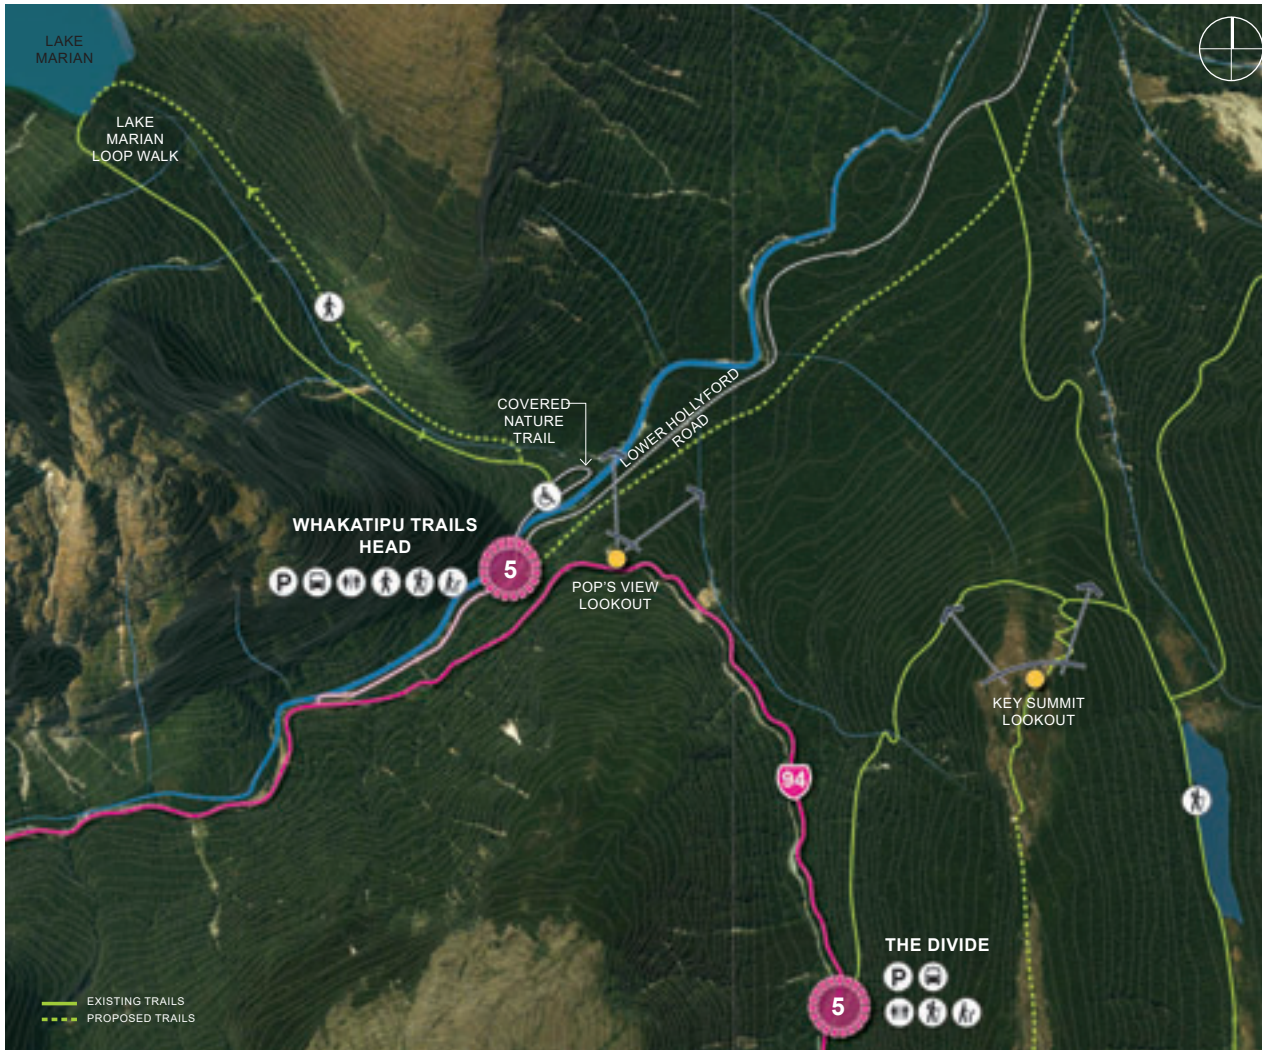 LAKE
MARIAN
LAKE
MARIAN
LOOP WALK
COVERED
NATURE
TRAIL
LOWER HOLLYFORD
ROAD
WHAKATIPU TRAILS
HEAD
P
5
POP'S VIEW
LOOKOUT
KEY SUMMIT
LOOKOUT
94
THE DIVIDE
P
5
EXISTING TRAILS
PROPOSED TRAILS